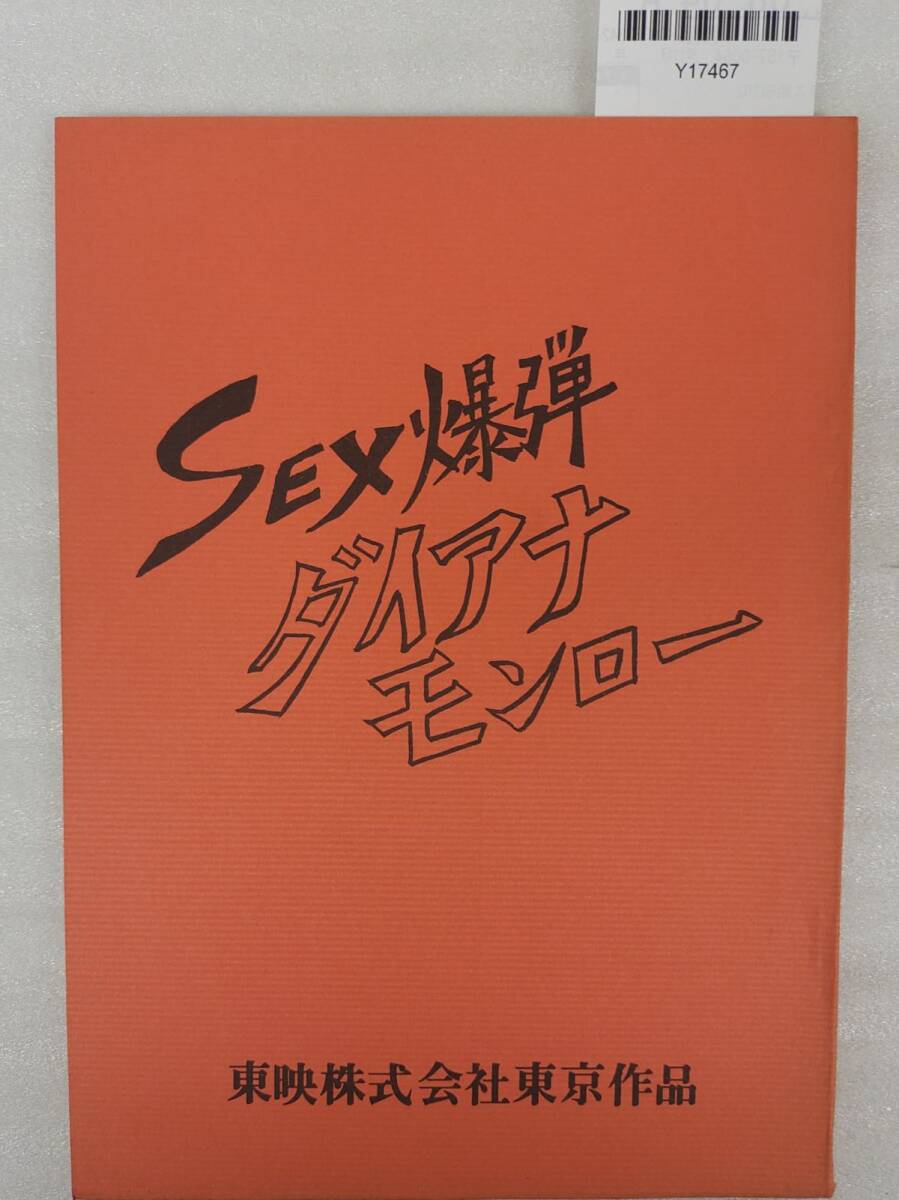 Y17467
SEX爆弾
ダイアナ
モンロー
東映株式会社東京作品